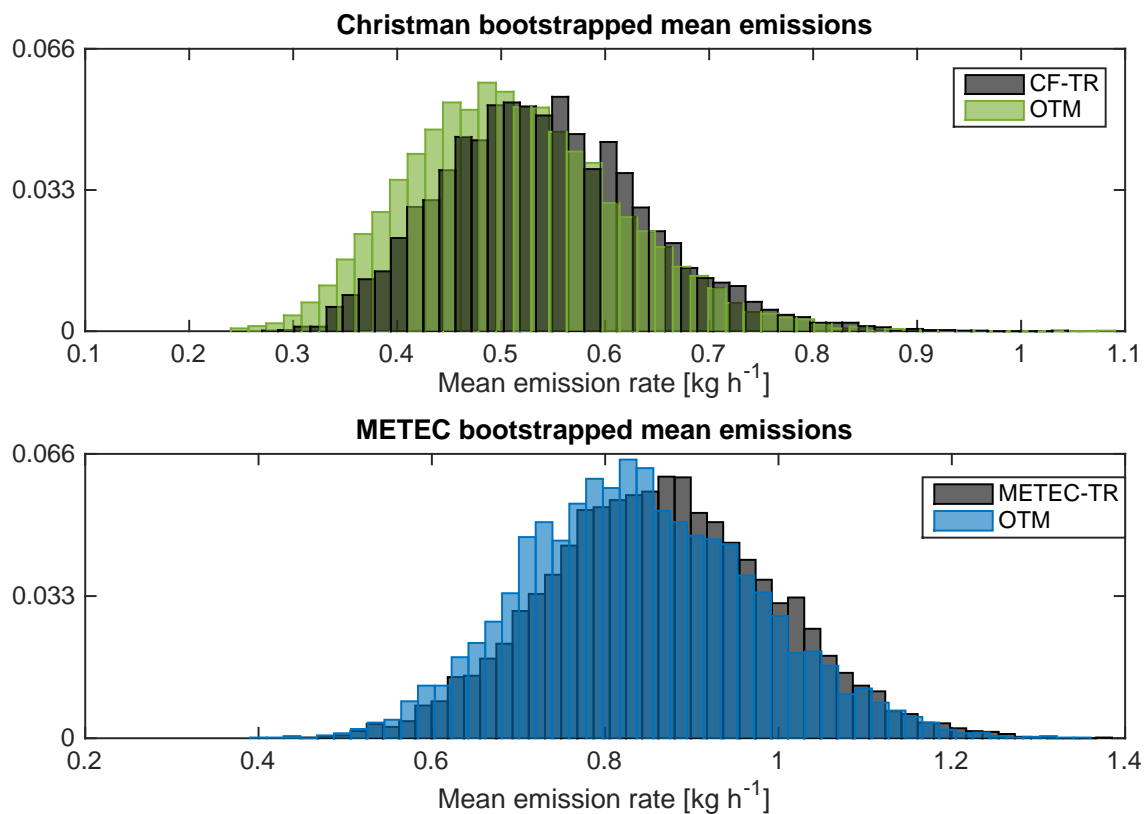 Christman bootstrapped mean emissions
0.066
0.033
0
CF-TR
OTM
0.1 0.2 0.3 0.4 0.5 0.6 0.7 0.8 0.9 1 1.1
Mean emission rate [kg h⁻¹]
METEC bootstrapped mean emissions
0.066
0.033
0
METEC-TR
OTM
0.2 0.4 0.6 0.8 1 1.2 1.4
Mean emission rate [kg h⁻¹]